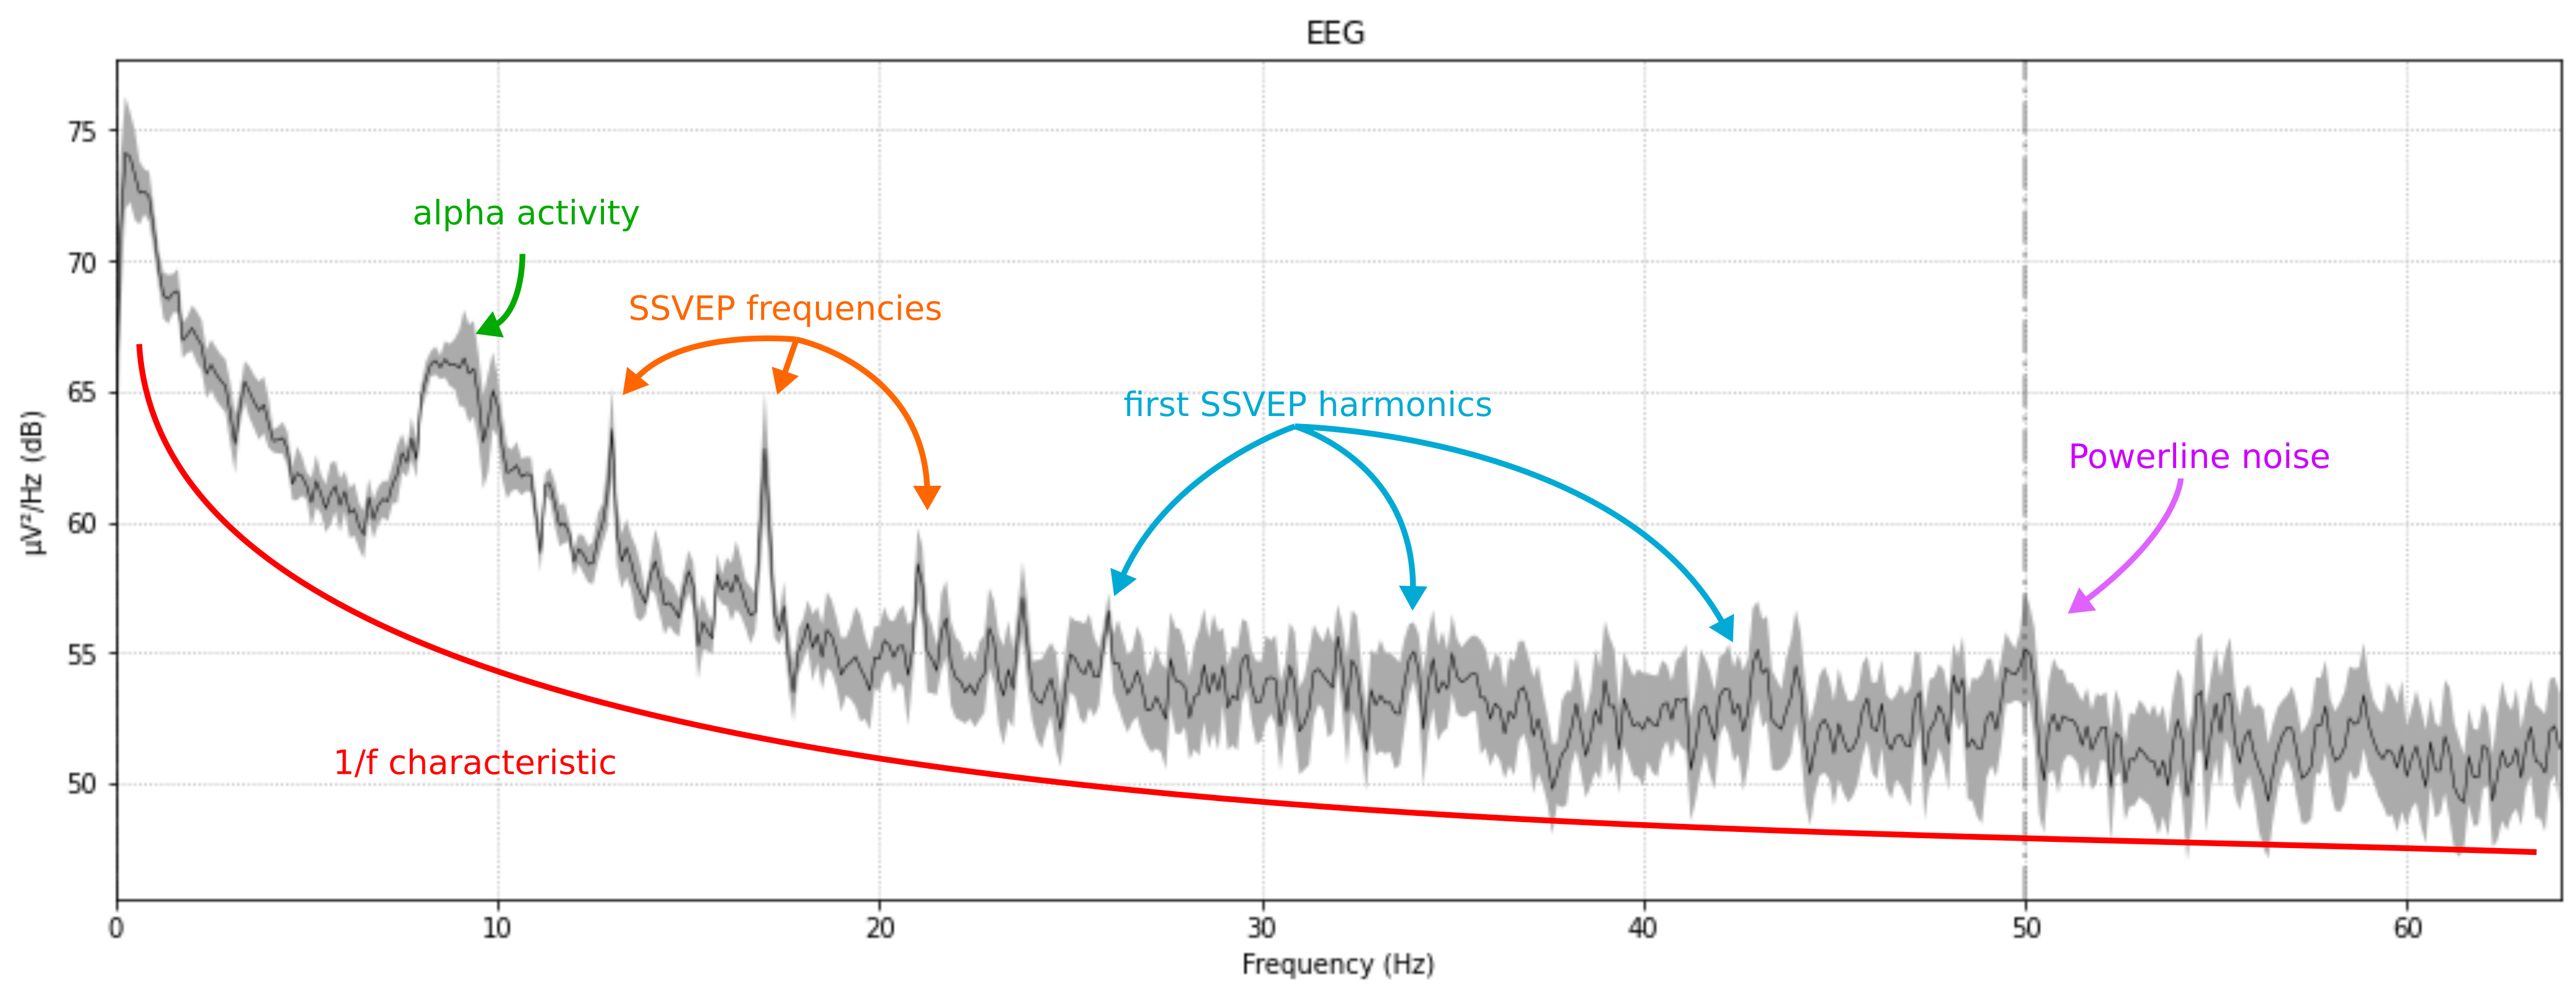 EEG
75
70
65
60
55
50
µV²/Hz (dB)
alpha activity
SSVEP frequencies
first SSVEP harmonics
Powerline noise
1/f characteristic
0 10 20 30 40 50 60
Frequency (Hz)